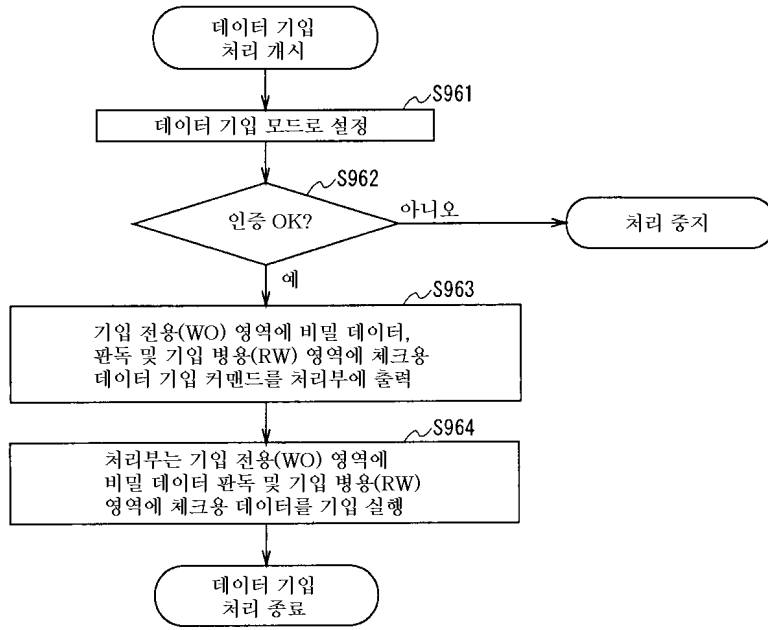 데이터 기입
처리 개시
S961
데이터 기입 모드로 설정
S962
인증 OK?
아니오
처리 중지
예
S963
기입 전용(WO) 영역에 비밀 데이터,
판독 및 기입 병용(RW) 영역에 체크용
데이터 기입 커맨드를 처리부에 출력
S964
처리부는 기입 전용(WO) 영역에
비밀 데이터 판독 및 기입 병용(RW)
영역에 체크용 데이터를 기입 실행
데이터 기입
처리 종료